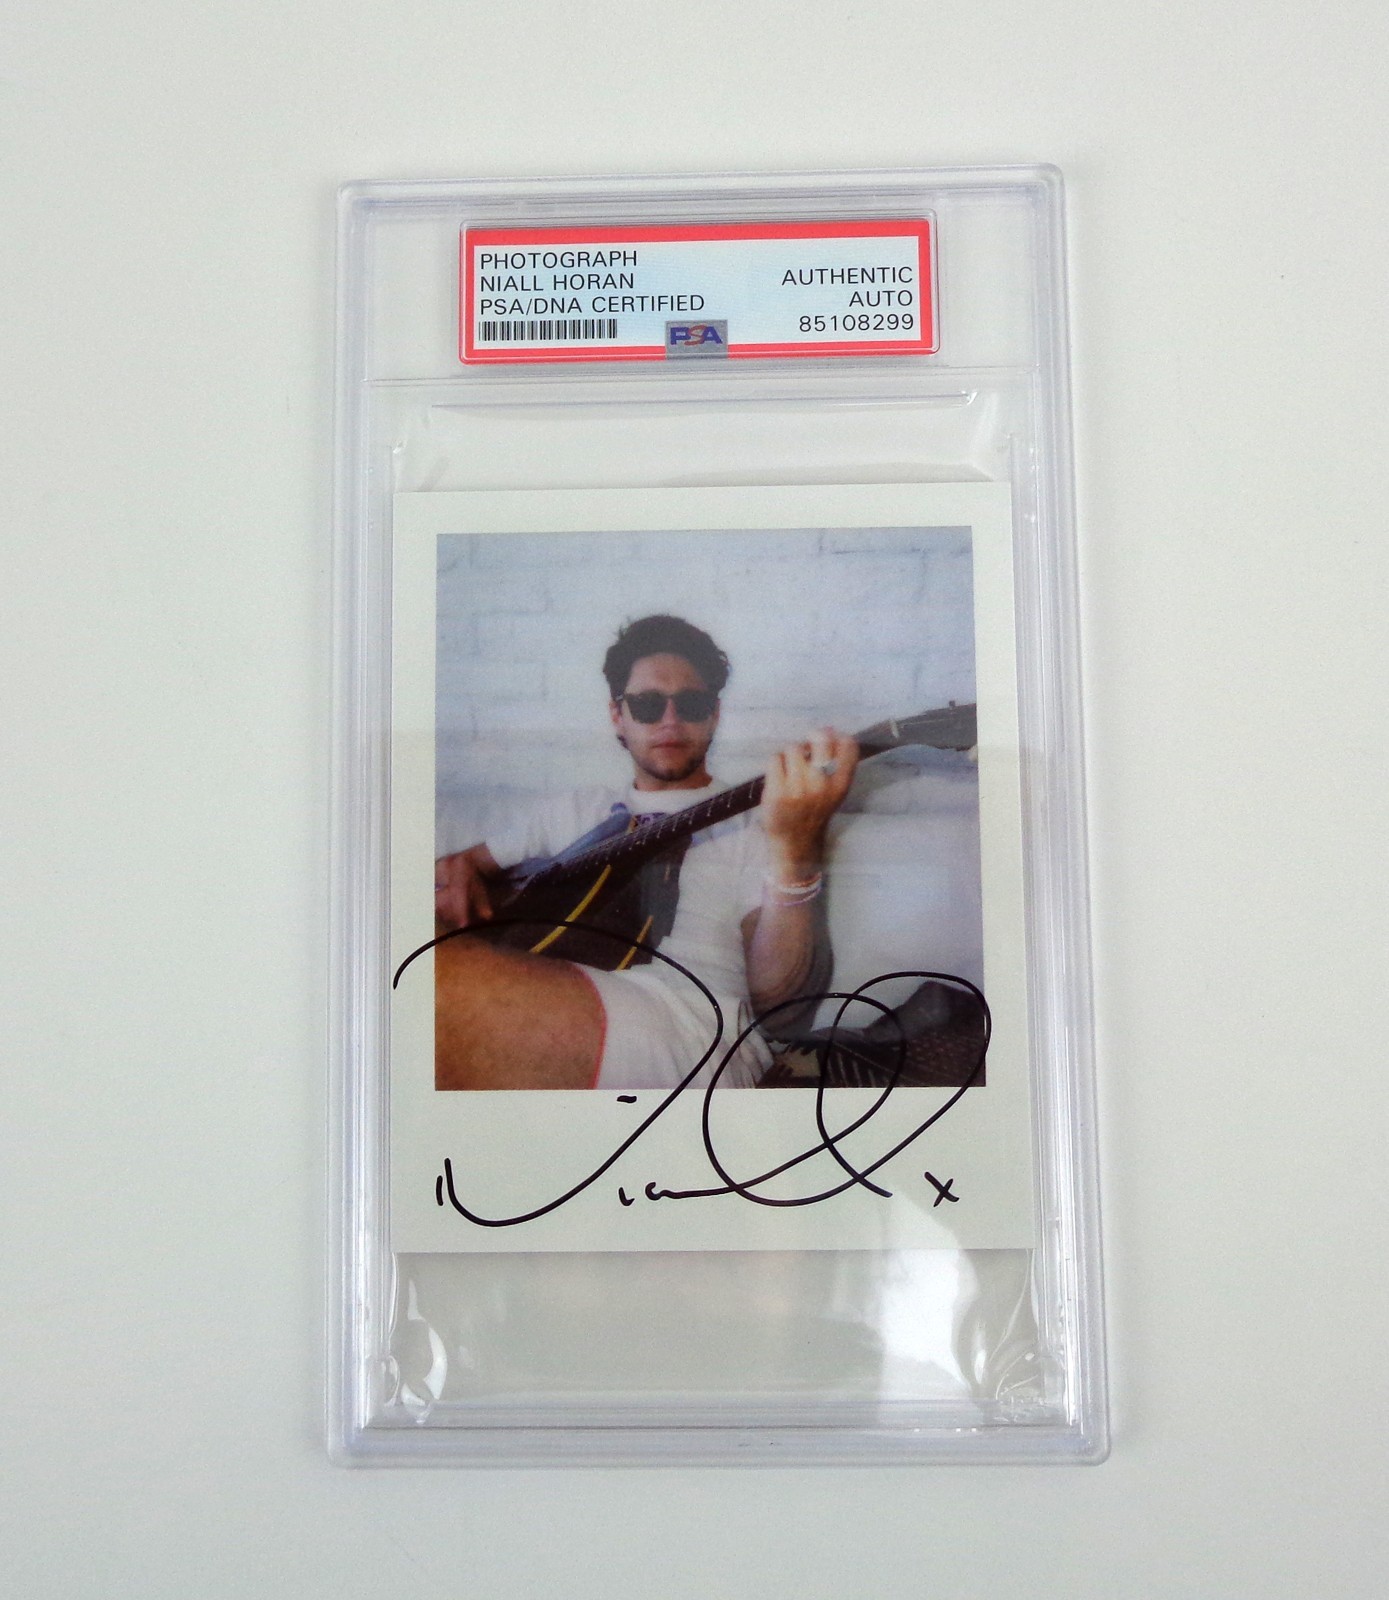 PHOTOGRAPH
NIALL HORAN
PSA/DNA CERTIFIED
AUTHENTIC
AUTO
85108299
PSA
Niall x